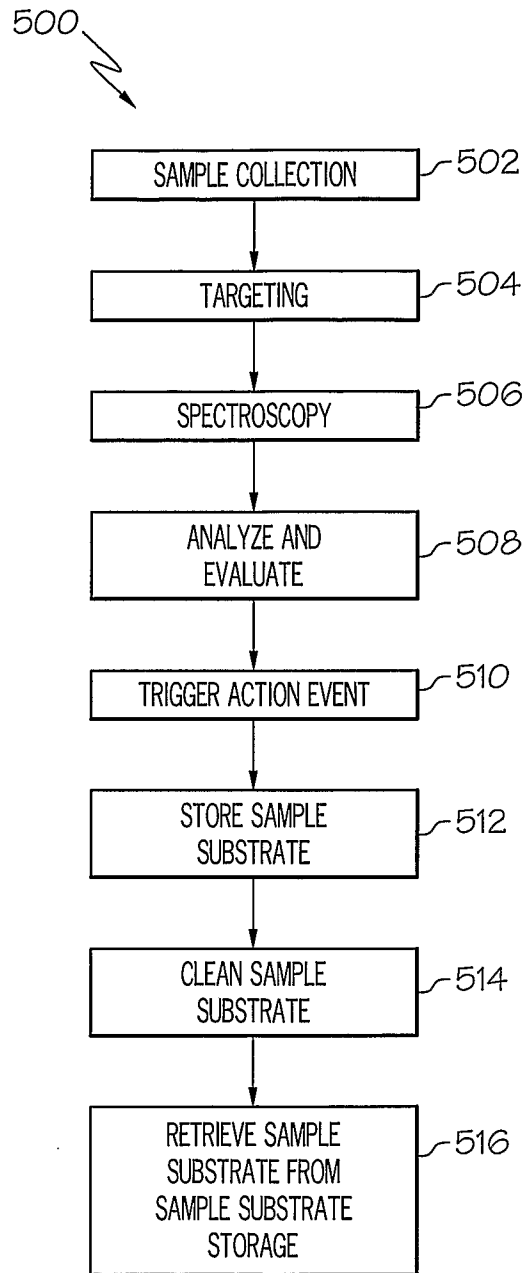 500
SAMPLE COLLECTION
502
TARGETING
504
SPECTROSCOPY
506
ANALYZE AND
EVALUATE
508
TRIGGER ACTION EVENT
510
STORE SAMPLE
SUBSTRATE
512
CLEAN SAMPLE
SUBSTRATE
514
RETRIEVE SAMPLE
SUBSTRATE FROM
SAMPLE SUBSTRATE
STORAGE
516